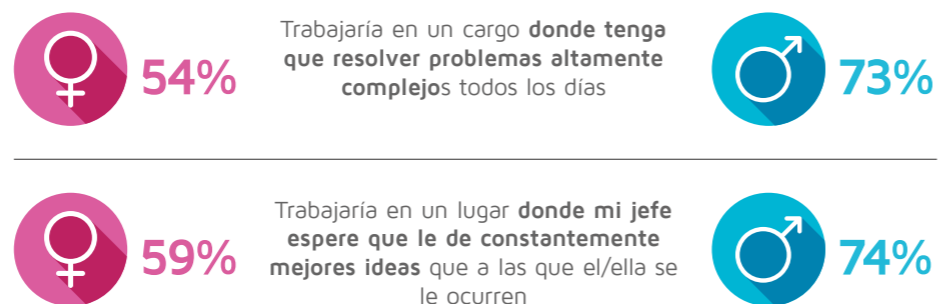 54%
Trabajaría en un cargo donde tenga
que resolver problemas altamente
complejos todos los días
73%
59%
Trabajaría en un lugar donde mi jefe
espere que le de constantemente
mejores ideas que a las que el/ella se
le ocurren
74%